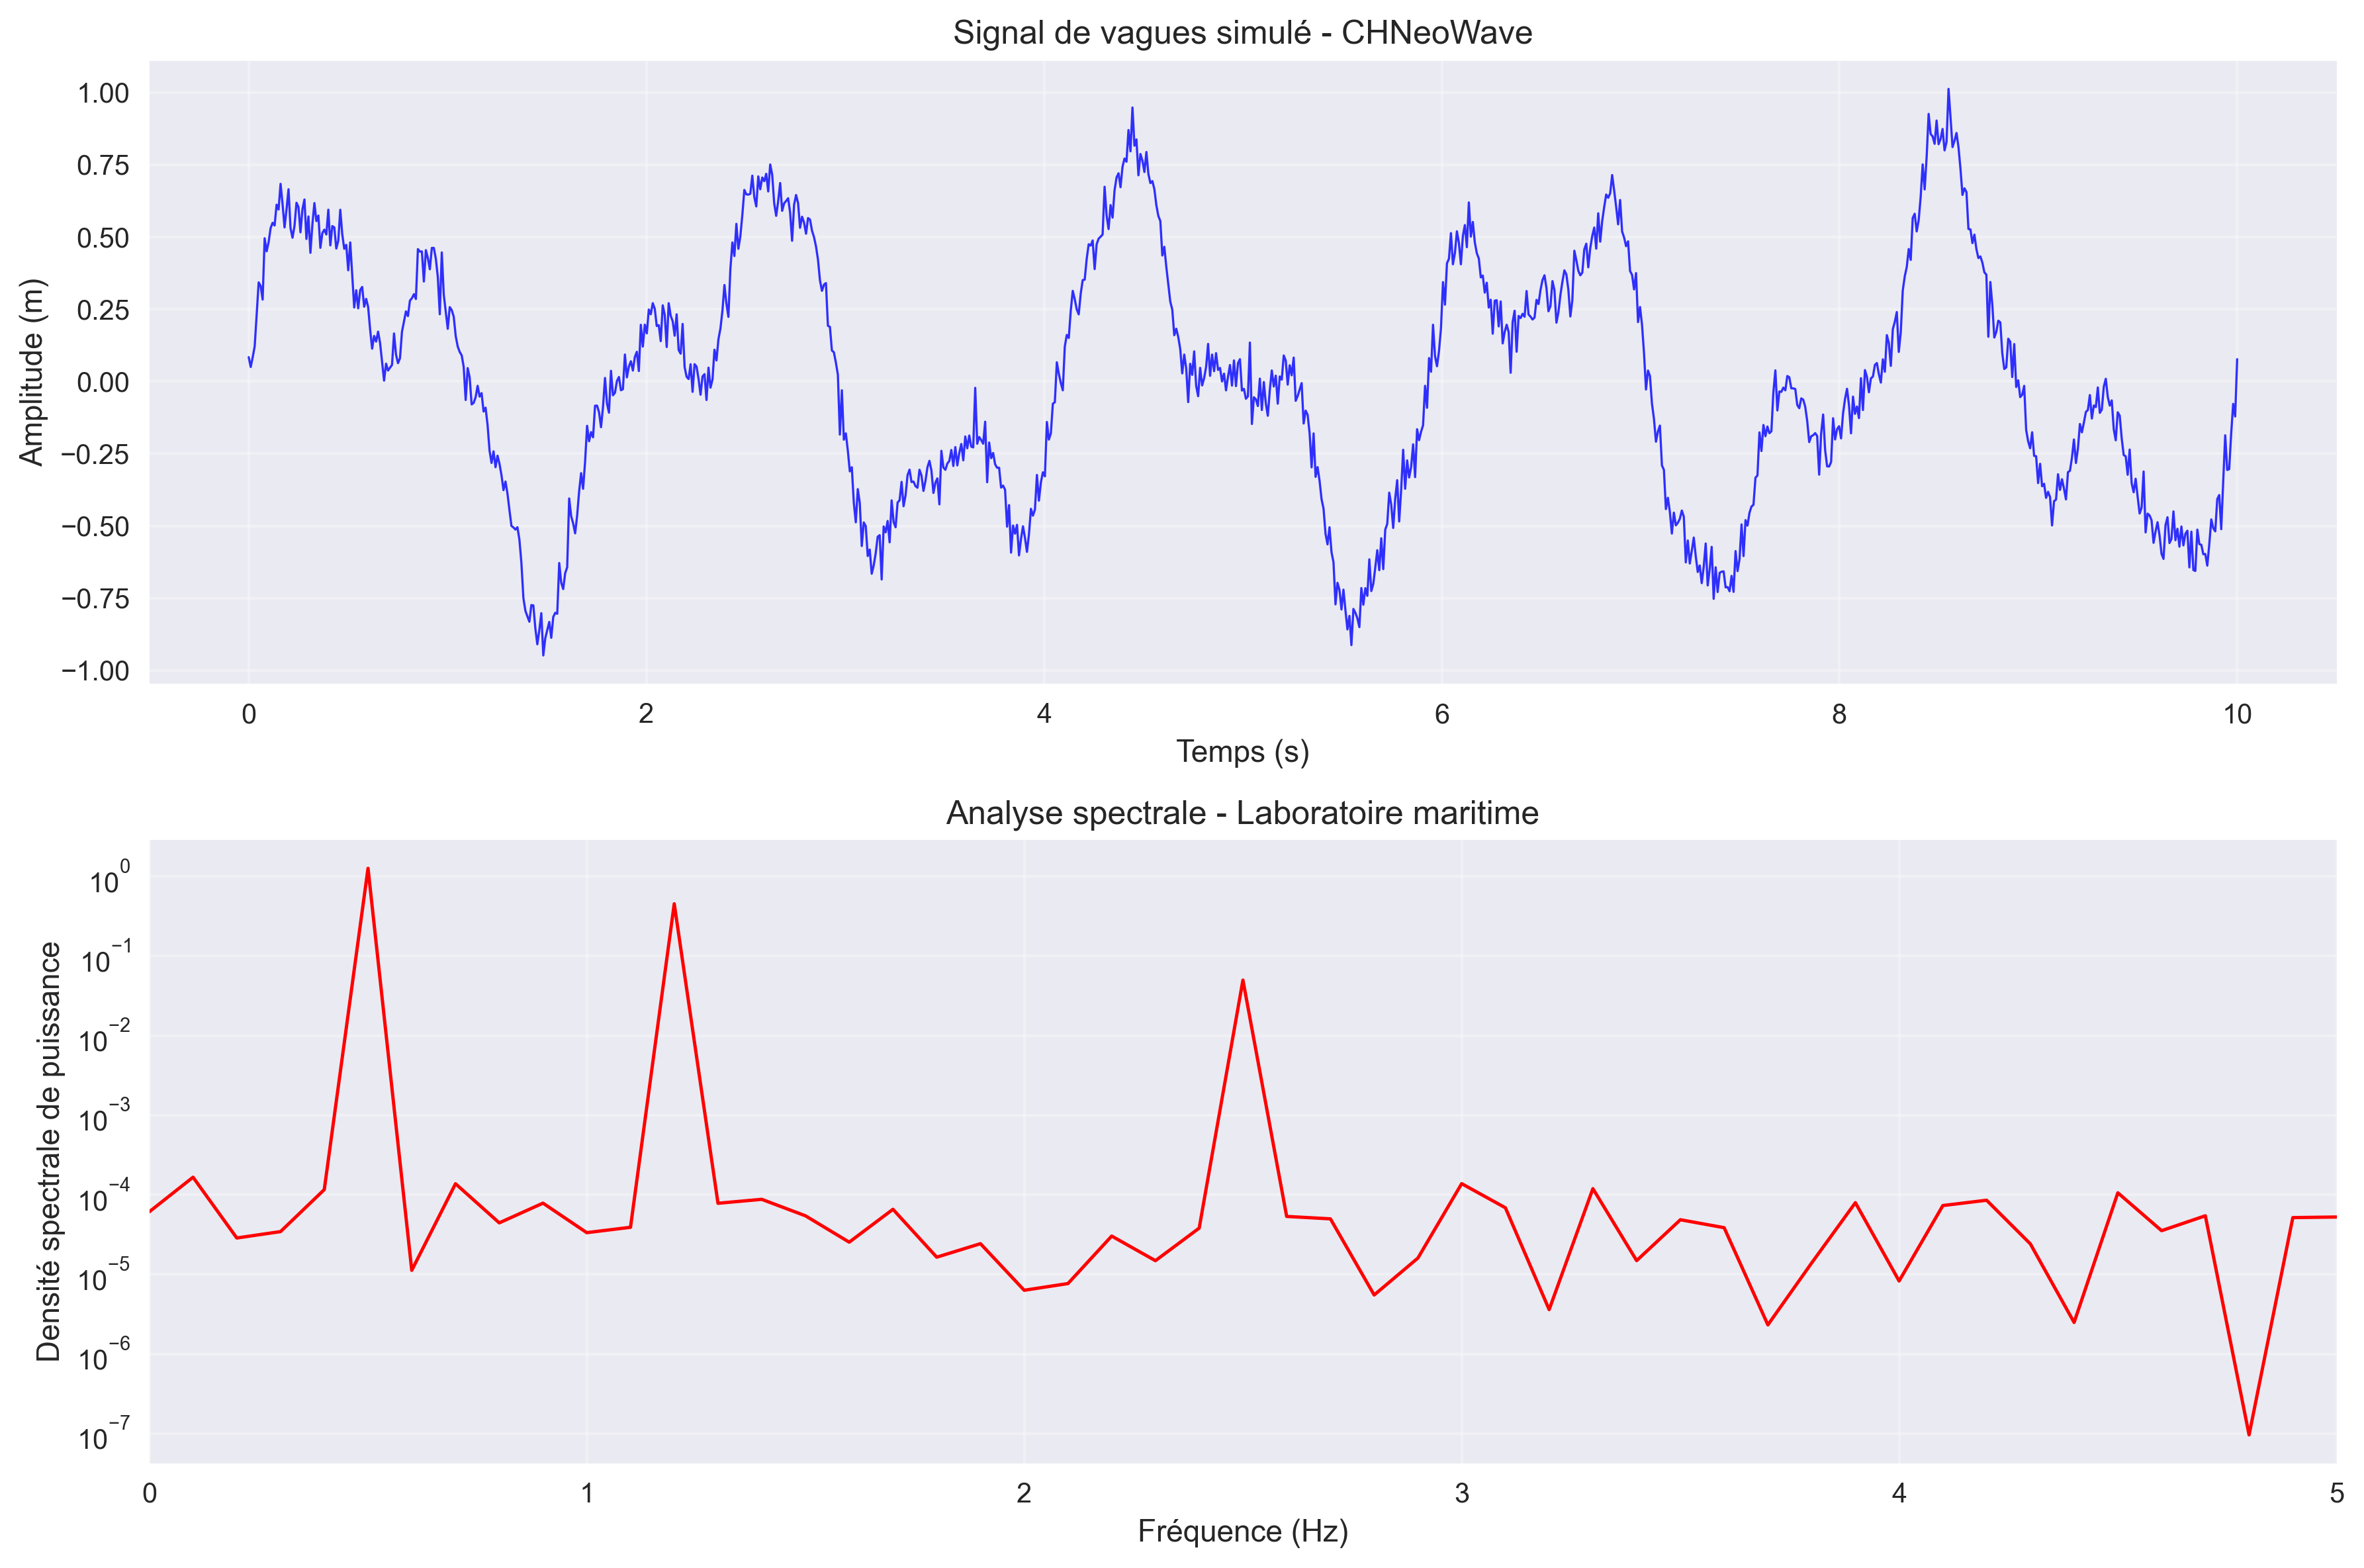 Signal de vagues simulé - CHNeoWave
Amplitude (m)
1.00
0.75
0.50
0.25
0.00
−0.25
−0.50
−0.75
−1.00
0 2 4 6 8 10
Temps (s)
Analyse spectrale - Laboratoire maritime
Densité spectrale de puissance
10⁰
10⁻¹
10⁻²
10⁻³
10⁻⁴
10⁻⁵
10⁻⁶
10⁻⁷
0 1 2 3 4 5
Fréquence (Hz)